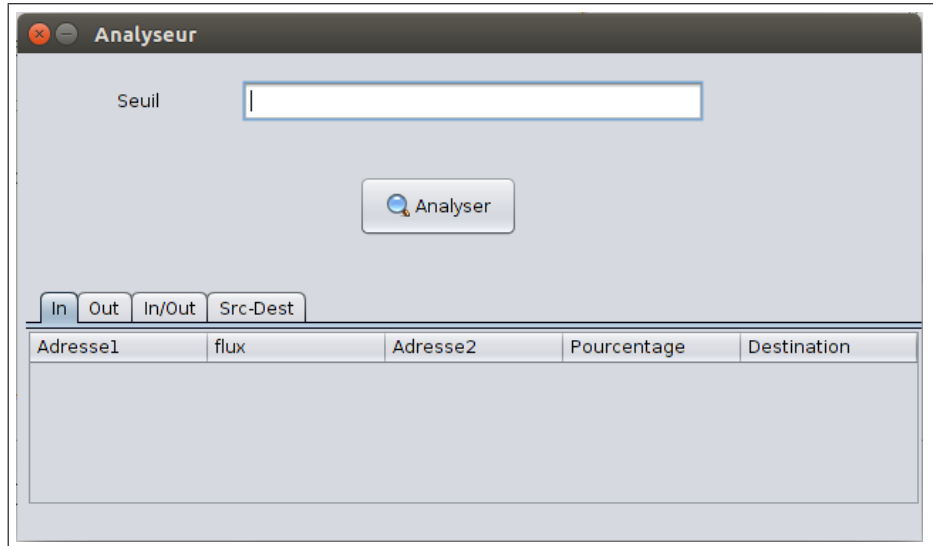 Analyseur
Seuil
Analyser
In Out In/Out Src-Dest
Adresse1 flux Adresse2 Pourcentage Destination